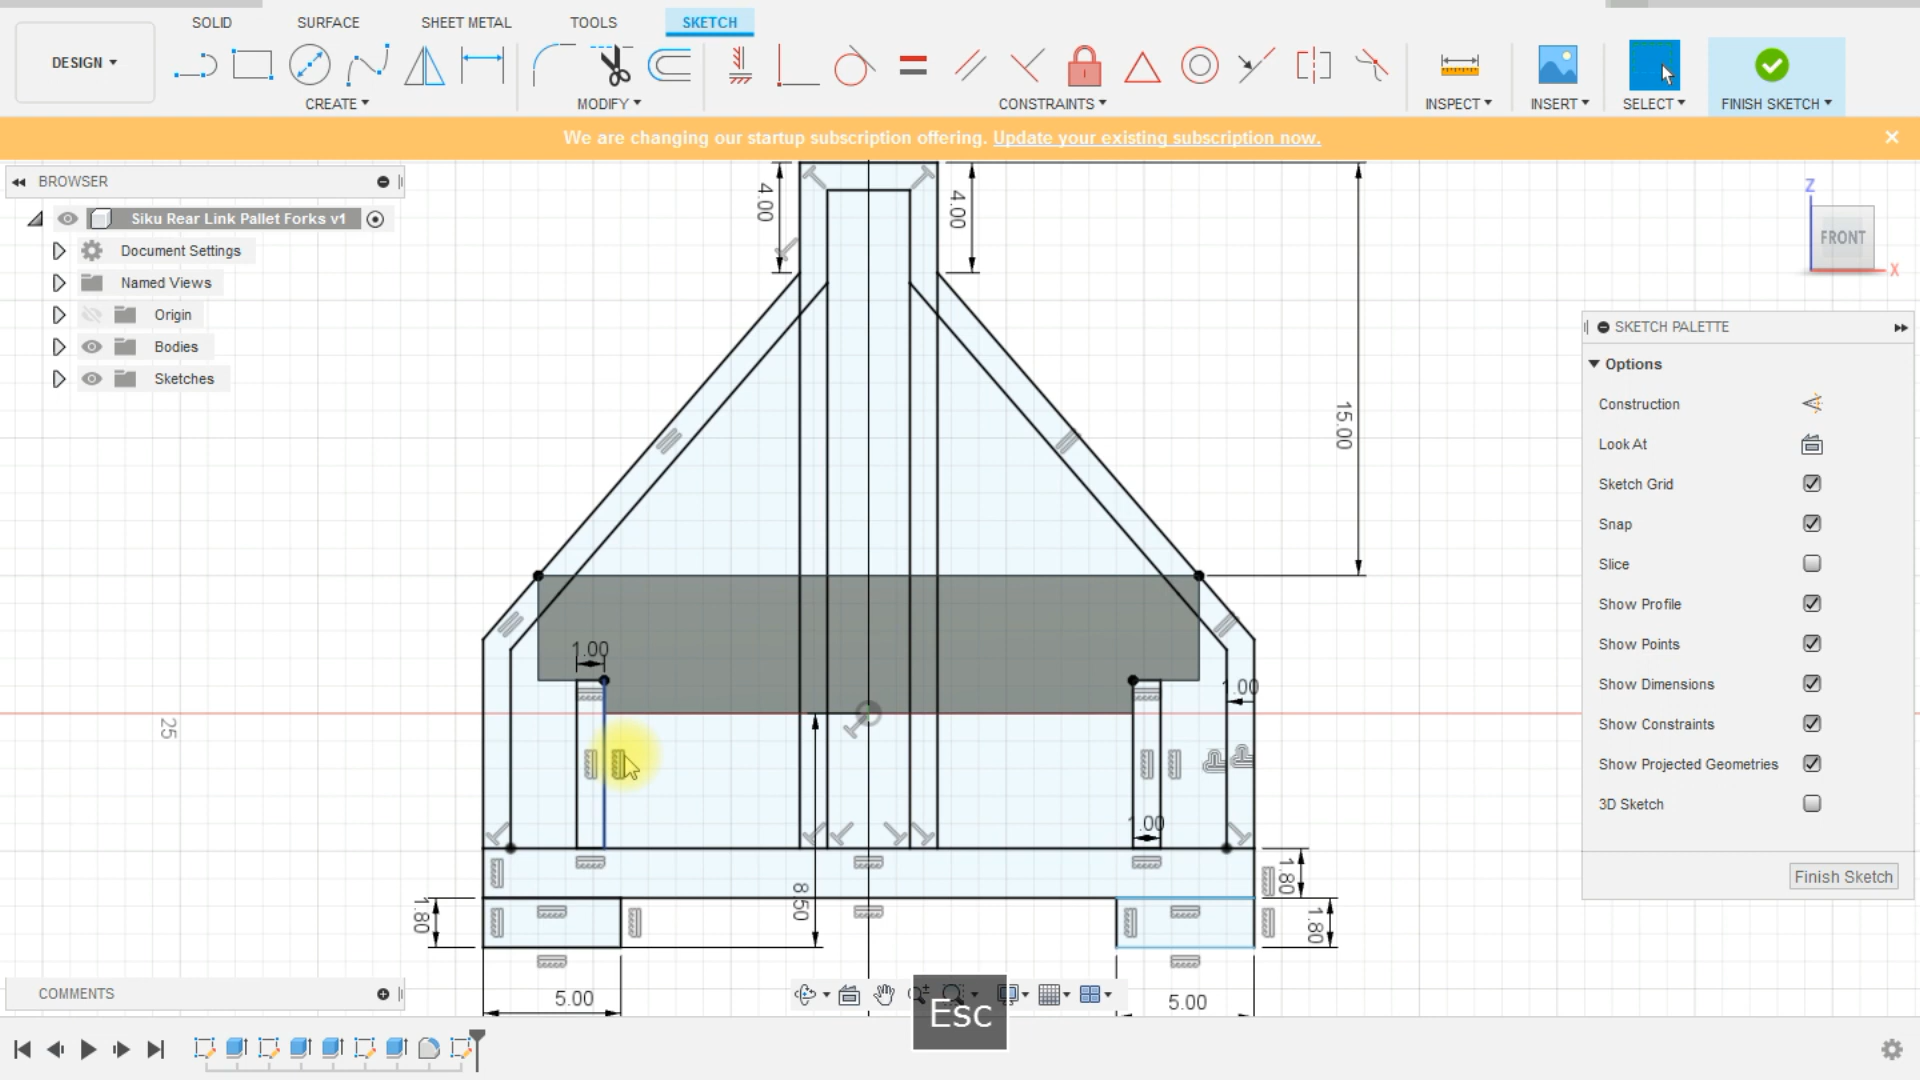 SOLID SURFACE SHEET METAL TOOLS SKETCH
DESIGN
CREATE MODIFY CONSTRAINTS INSPECT INSERT SELECT FINISH SKETCH
We are changing our startup subscription offering. Update your existing subscription now.
BROWSER
Siku Rear Link Pallet Forks v1
Document Settings
Named Views
Origin
Bodies
Sketches
4.00
4.00
15.00
1.00
1.00
1.00
25
8.50
1.80
1.80
1.80
5.00
5.00
Z
FRONT
X
SKETCH PALETTE
Options
Construction
Look At
Sketch Grid
Snap
Slice
Show Profile
Show Points
Show Dimensions
Show Constraints
Show Projected Geometries
3D Sketch
Finish Sketch
COMMENTS
Esc